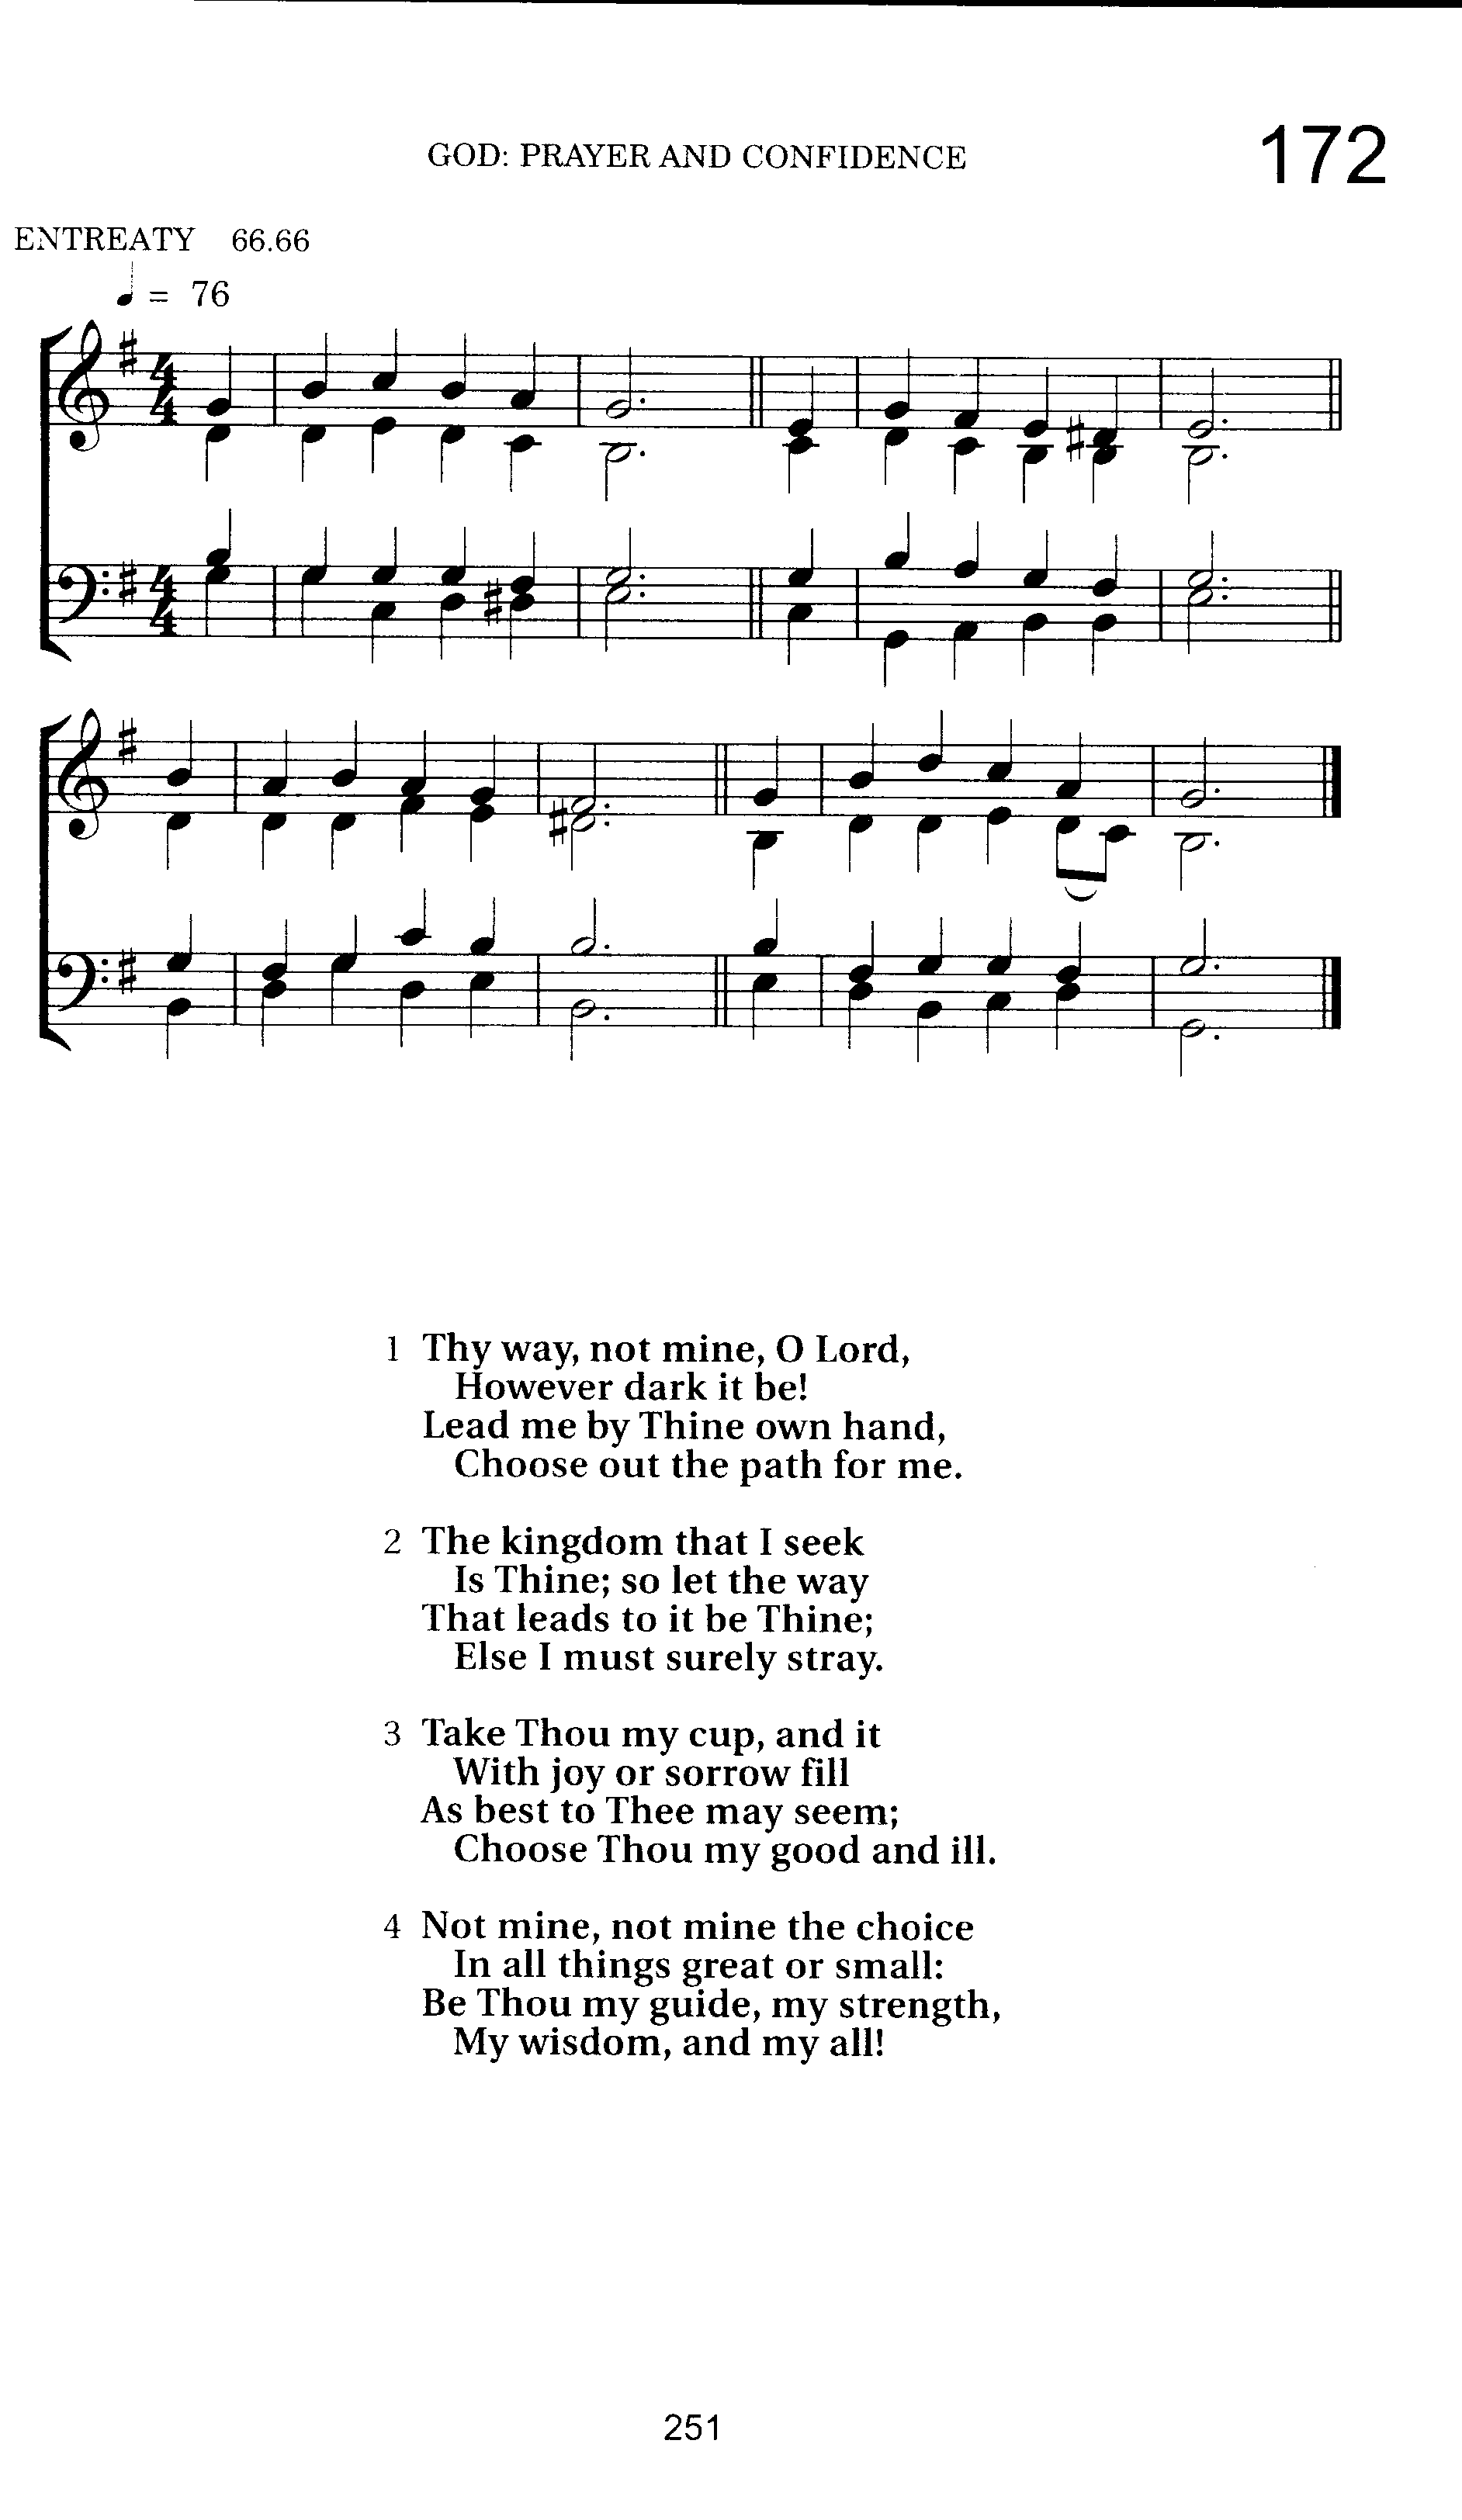 GOD: PRAYER AND CONFIDENCE
172
ENTREATY 66.66
♩ = 76
1 Thy way, not mine, O Lord,
However dark it be!
Lead me by Thine own hand,
Choose out the path for me.
2 The kingdom that I seek
Is Thine; so let the way
That leads to it be Thine;
Else I must surely stray.
3 Take Thou my cup, and it
With joy or sorrow fill
As best to Thee may seem;
Choose Thou my good and ill.
4 Not mine, not mine the choice
In all things great or small:
Be Thou my guide, my strength,
My wisdom, and my all!
251